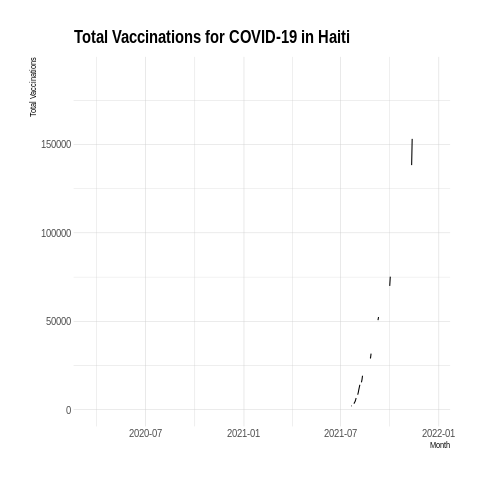 Total Vaccinations for COVID-19 in Haiti
Total Vaccinations
150000
100000
50000
0
2020-07 2021-01 2021-07 2022-01
Month